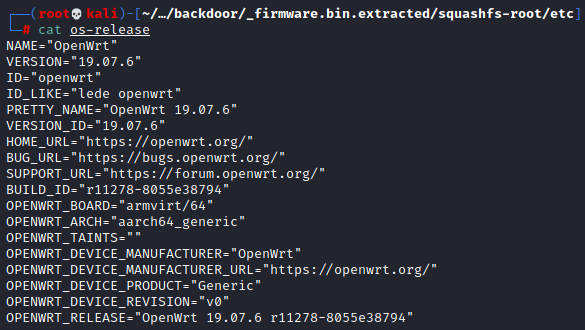 ┌──(root💀kali)-[~/…/backdoor/_firmware.bin.extracted/squashfs-root/etc]
└─# cat os-release
NAME="OpenWrt"
VERSION="19.07.6"
ID="openwrt"
ID_LIKE="lede openwrt"
PRETTY_NAME="OpenWrt 19.07.6"
VERSION_ID="19.07.6"
HOME_URL="https://openwrt.org/"
BUG_URL="https://bugs.openwrt.org/"
SUPPORT_URL="https://forum.openwrt.org/"
BUILD_ID="r11278-8055e38794"
OPENWRT_BOARD="armvirt/64"
OPENWRT_ARCH="aarch64_generic"
OPENWRT_TAINTS=""
OPENWRT_DEVICE_MANUFACTURER="OpenWrt"
OPENWRT_DEVICE_MANUFACTURER_URL="https://openwrt.org/"
OPENWRT_DEVICE_PRODUCT="Generic"
OPENWRT_DEVICE_REVISION="v0"
OPENWRT_RELEASE="OpenWrt 19.07.6 r11278-8055e38794"